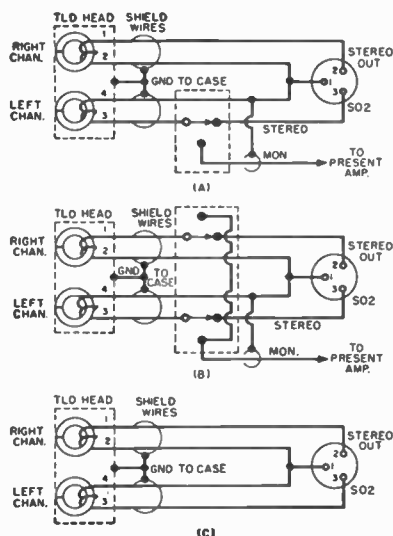 TLD HEAD
SHIELD
WIRES
RIGHT
CHAN.
1
2
STEREO
OUT
2
1
3
GND TO CASE
LEFT
CHAN.
4
3
SO2
STEREO
MON
TO
PRESENT
AMP.
(A)
TLD HEAD
SHIELD
WIRES
RIGHT
CHAN.
1
2
STEREO
OUT
2
1
3
GND
TO
CASE
LEFT
CHAN.
4
3
SO2
STEREO
MON.
TO
PRESENT
AMP.
(B)
TLD HEAD
SHIELD
WIRES
RIGHT
CHAN.
1
2
STEREO
OUT
2
1
3
GND TO CASE
LEFT
CHAN.
4
3
SO2
(C)